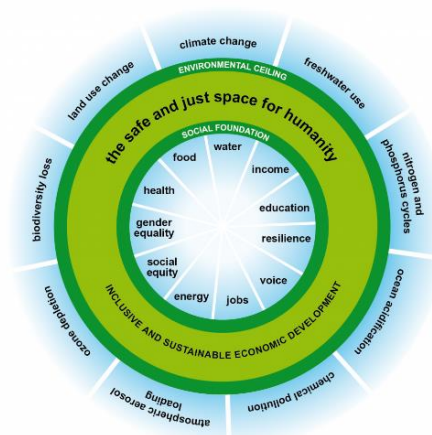 climate change
freshwater use
nitrogen and
phosphorus cycles
ocean acidification
chemical pollution
atmospheric aerosol
loading
ozone depletion
biodiversity loss
land use change
ENVIRONMENTAL CEILING
the safe and just space for humanity
SOCIAL FOUNDATION
water
income
education
resilience
voice
jobs
energy
social
equity
gender
equality
health
food
INCLUSIVE AND SUSTAINABLE ECONOMIC DEVELOPMENT